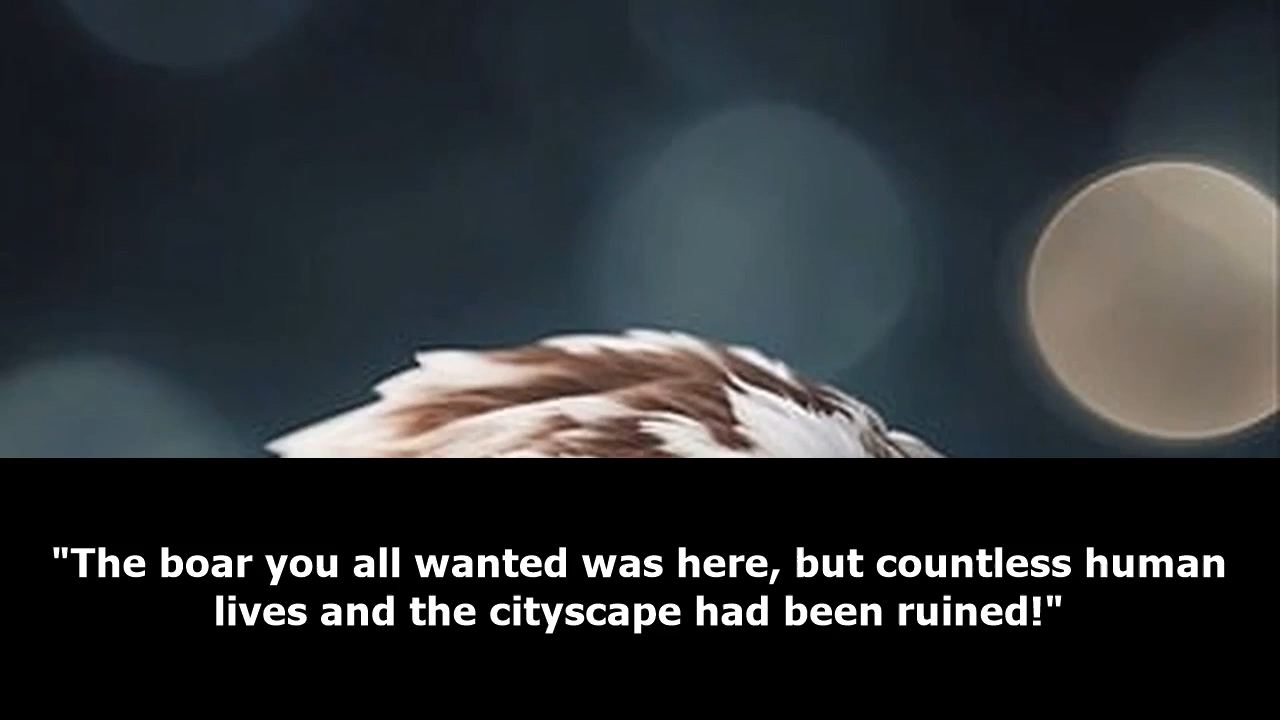 "The boar you all wanted was here, but countless human
lives and the cityscape had been ruined!"